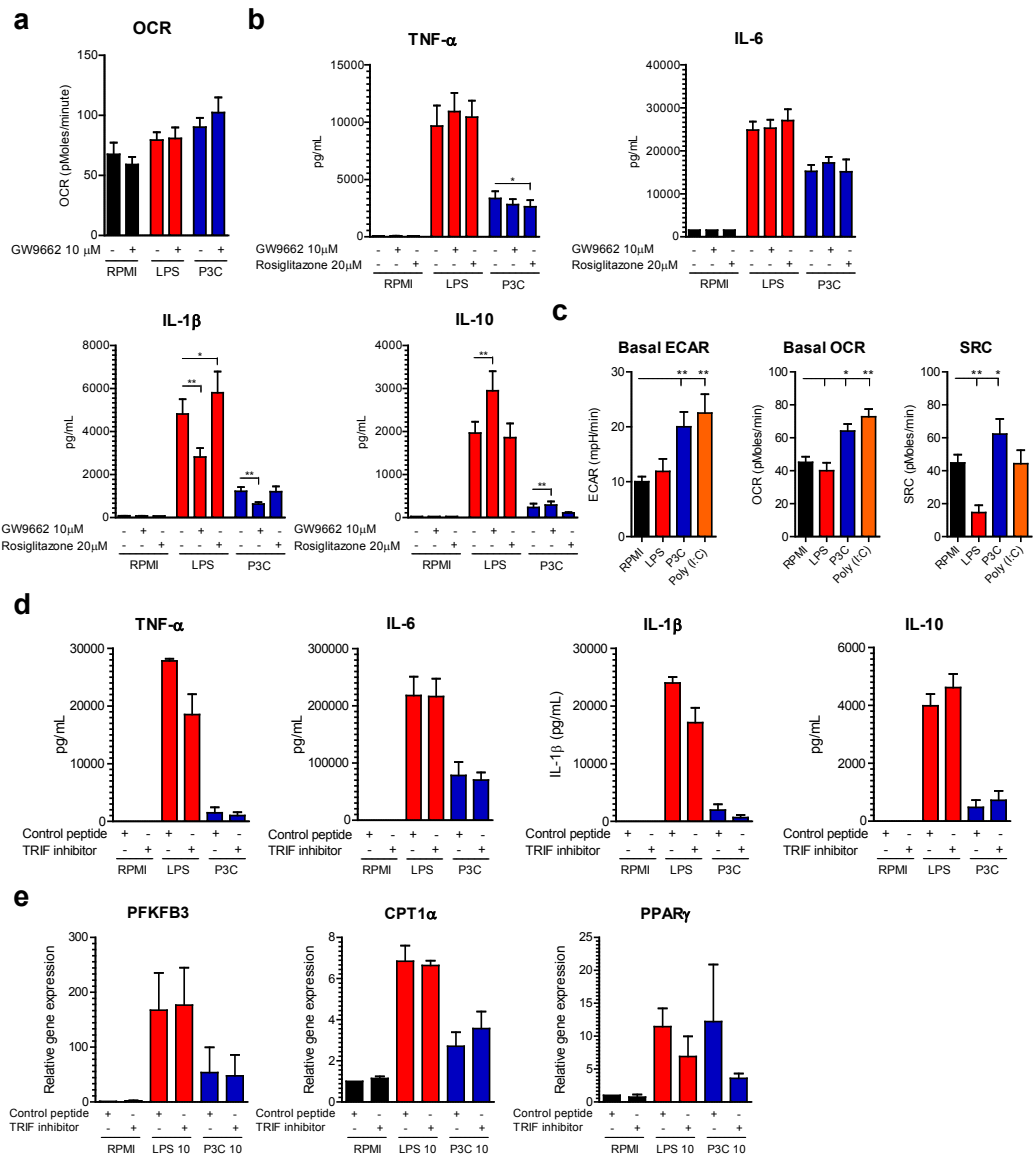 a
OCR
OCR (pMoles/minute)
150
100
50
0
GW9662 10 μM
- + - + - +
RPMI LPS P3C
b
TNF-α
pg/mL
15000
10000
5000
0
*
GW9662 10μM
- + - - + - - + -
Rosiglitazone 20μM
- - + - - + - - +
RPMI LPS P3C
IL-6
pg/mL
40000
30000
20000
10000
0
GW9662 10μM
- + - - + - - + -
Rosiglitazone 20μM
- - + - - + - - +
RPMI LPS P3C
IL-1β
pg/mL
8000
6000
4000
2000
0
*
**
**
GW9662 10μM
- + - - + - - + -
Rosiglitazone 20μM
- - + - - + - - +
RPMI LPS P3C
IL-10
pg/mL
4000
3000
2000
1000
0
**
**
GW9662 10μM
- + - - + - - + -
Rosiglitazone 20μM
- - + - - + - - +
RPMI LPS P3C
c
Basal ECAR
ECAR (mpH/min)
30
20
10
0
** **
RPMI LPS P3C Poly (I:C)
Basal OCR
OCR (pMoles/min)
100
80
60
40
20
0
* **
RPMI LPS P3C Poly (I:C)
SRC
SRC (pMoles/min)
100
80
60
40
20
0
** *
RPMI LPS P3C Poly (I:C)
d
TNF-α
pg/mL
30000
20000
10000
0
Control peptide + - + - + -
TRIF inhibitor - + - + - +
RPMI LPS P3C
IL-6
pg/mL
300000
200000
100000
0
Control peptide + - + - + -
TRIF inhibitor - + - + - +
RPMI LPS P3C
IL-1β
IL-1β (pg/mL)
30000
20000
10000
0
Control peptide + - + - + -
TRIF inhibitor - + - + - +
RPMI LPS P3C
IL-10
pg/mL
6000
4000
2000
0
Control peptide + - + - + -
TRIF inhibitor - + - + - +
RPMI LPS P3C
e
PFKFB3
Relative gene expression
300
200
100
50
0
Control peptide + - + - + -
TRIF inhibitor - + - + - +
RPMI LPS 10 P3C 10
CPT1α
Relative gene expression
8
6
4
2
0
Control peptide + - + - + -
TRIF inhibitor - + - + - +
RPMI LPS 10 P3C 10
PPARγ
Relative gene expression
25
20
15
10
5
0
Control peptide + - + - + -
TRIF inhibitor - + - + - +
RPMI LPS 10 P3C 10